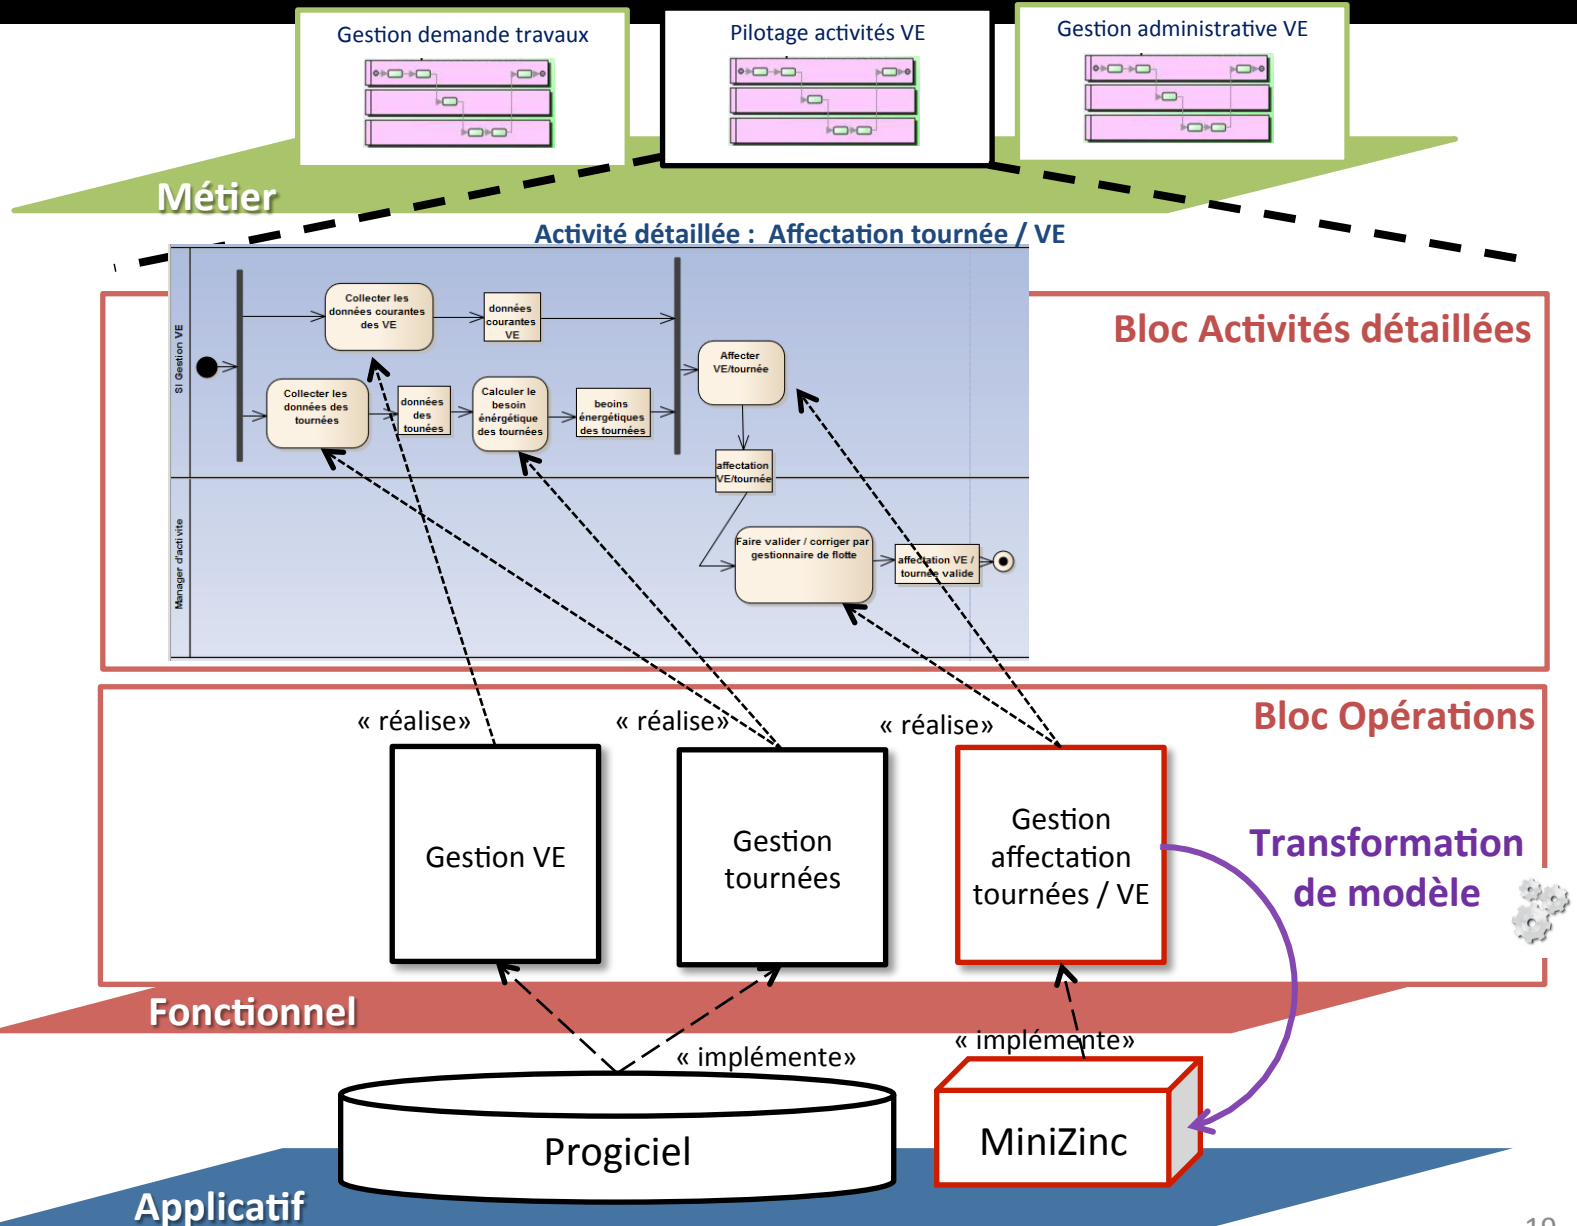 Gestion demande travaux
Pilotage activités VE
Gestion administrative VE
Métier
Activité détaillée :  Affectation tournée / VE
Bloc Activités détaillées
SI Gestion VE
Collecter les
données courantes
des VE
données
courantes
VE
Collecter les
données des
tournées
données
des
tounées
Calculer le
besoin
énérgétique
des tournées
beoins
énergétiques
des tournées
Affecter
VE/tournée
affectation
VE/tournée
Manager d'acti vite
Faire valider / corriger par
gestionnaire de flotte
affectation VE /
tournée valide
Bloc Opérations
« réalise»
« réalise»
« réalise»
Gestion VE
Gestion
tournées
Gestion
affectation
tournées / VE
Transformation
de modèle
Fonctionnel
« implémente»
« implémente»
Progiciel
MiniZinc
Applicatif